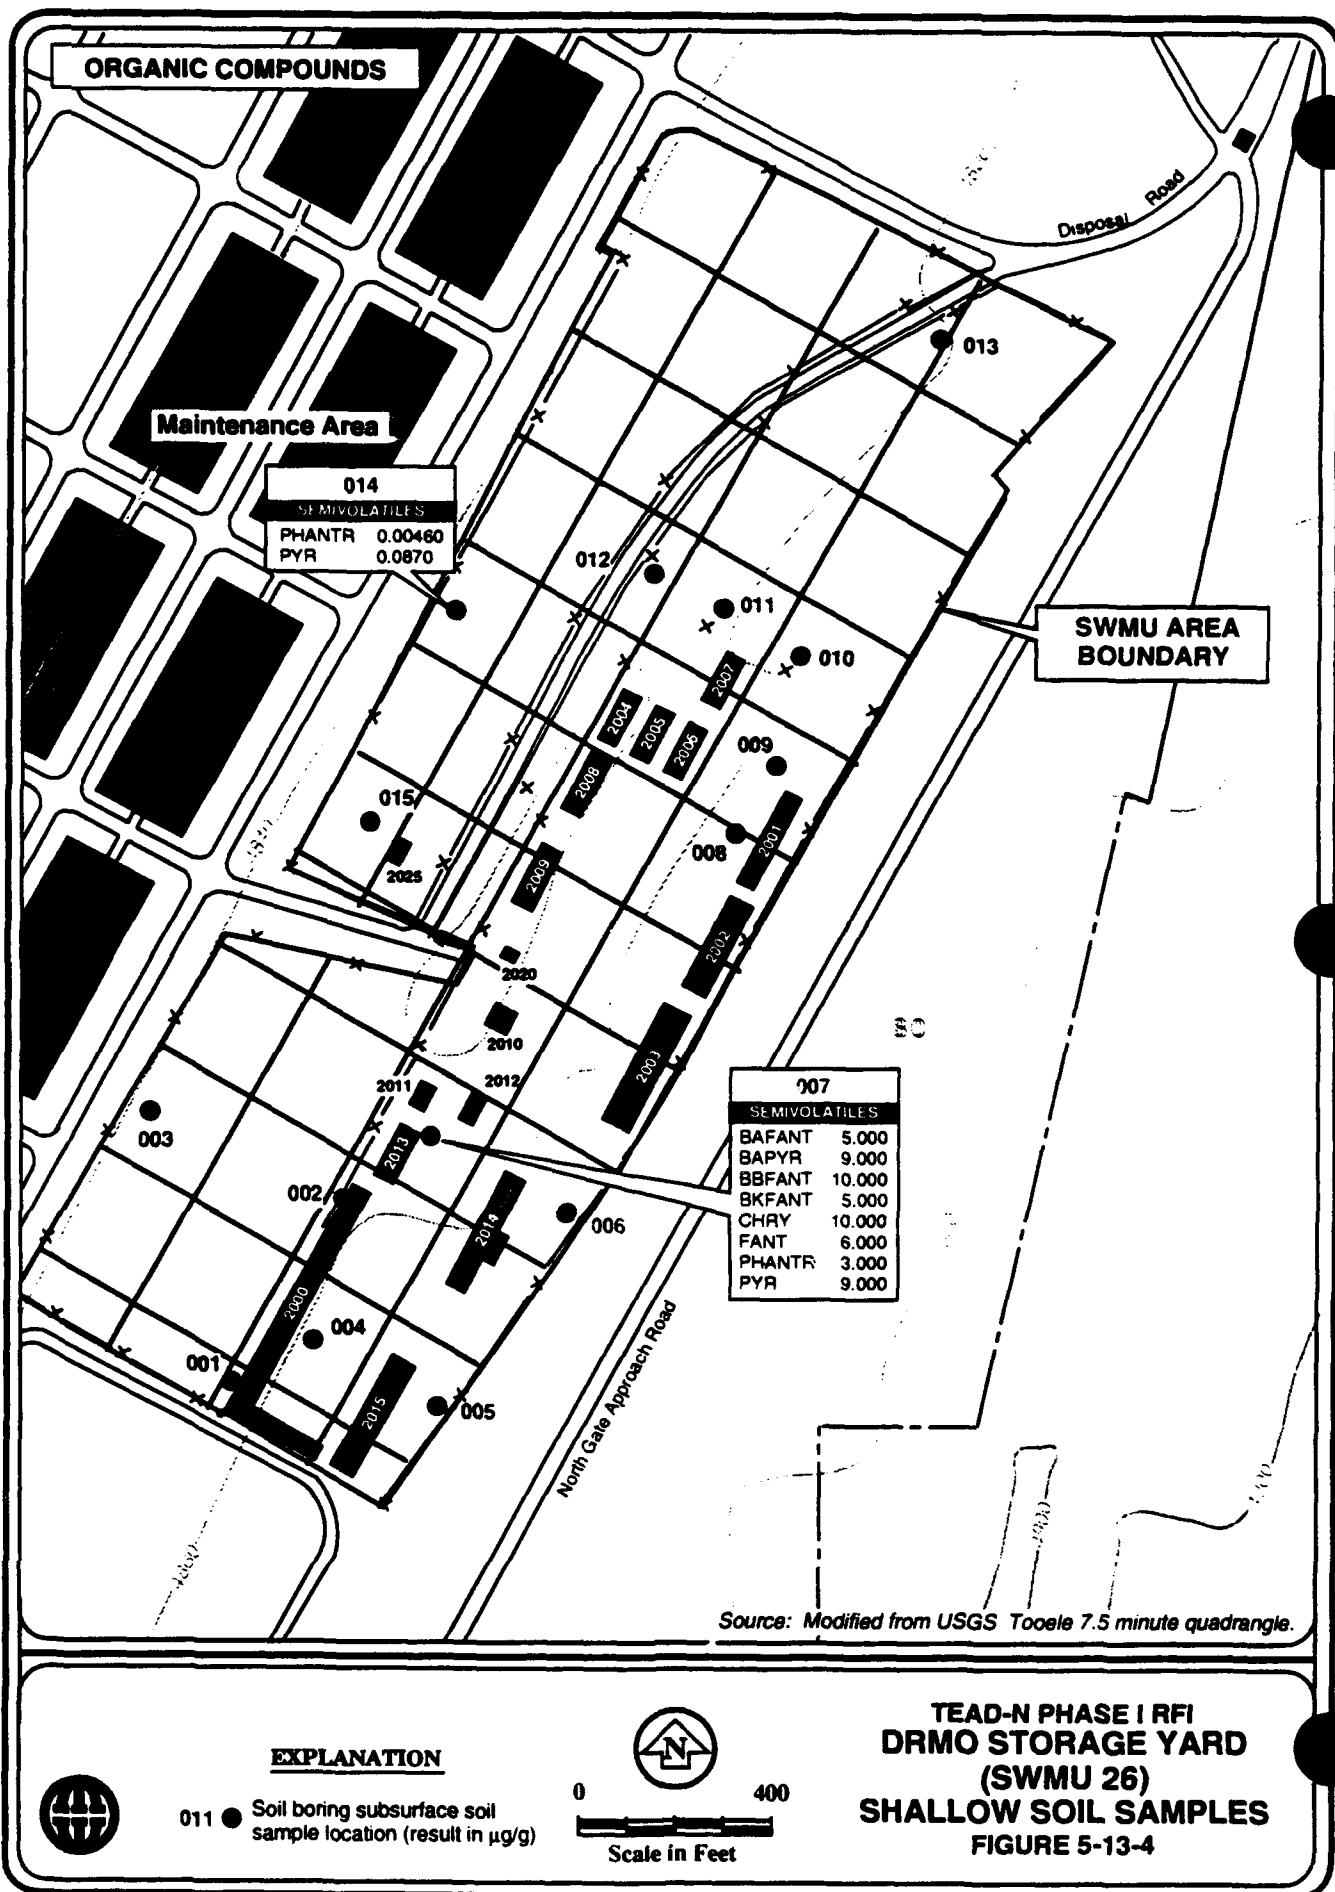 ORGANIC COMPOUNDS
Disposal Road
013
Maintenance Area
014
SEMIVOLATILES
PHANTR 0.00460
PYR 0.0870
012
011
010
SWMU AREA
BOUNDARY
2007
2004
2005
2006
009
2008
015
2001
008
2009
2025
2002
2020
2010
2003
2011
2012
007
SEMIVOLATILES
BAFANT 5.000
BAPYR 9.000
BBFANT 10.000
BKFANT 5.000
CHRY 10.000
FANT 6.000
PHANTR 3.000
PYR 9.000
003
2013
002
2014
006
2000
004
001
2015
005
North Gate Approach Road
Source: Modified from USGS Tooele 7.5 minute quadrangle.
EXPLANATION
011 Soil boring subsurface soil
sample location (result in µg/g)
N
0 400
Scale in Feet
TEAD-N PHASE I RFI
DRMO STORAGE YARD
(SWMU 26)
SHALLOW SOIL SAMPLES
FIGURE 5-13-4